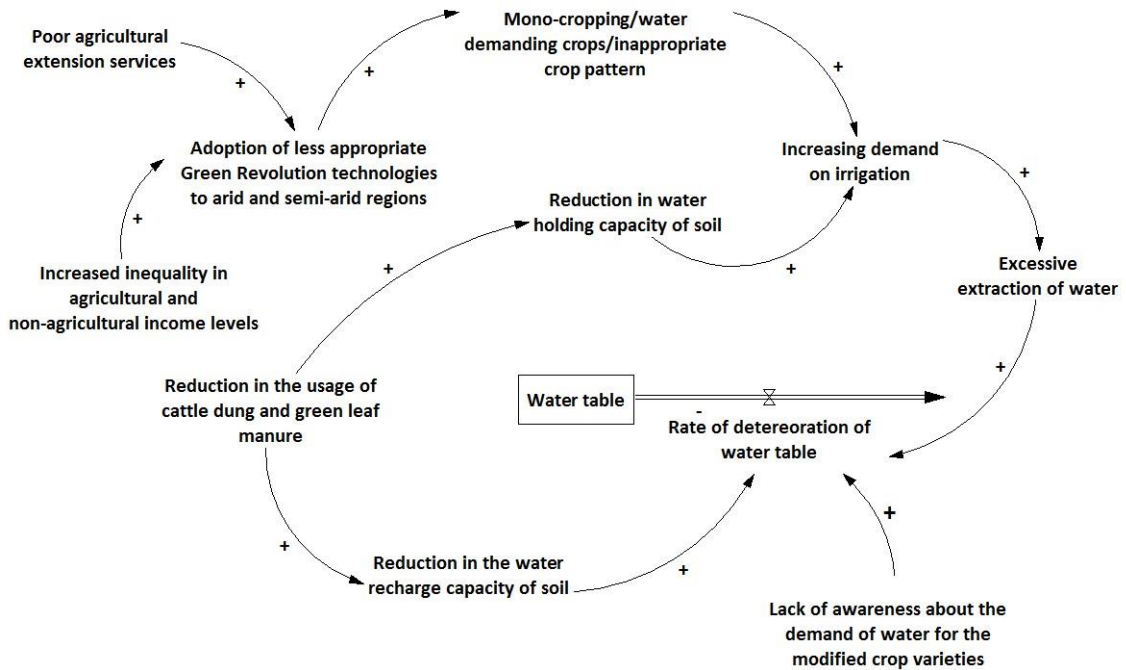 Poor agricultural
extension services
+
Mono-cropping/water
demanding crops/inappropriate
crop pattern
+
+
Adoption of less appropriate
Green Revolution technologies
to arid and semi-arid regions
+
Increased inequality in
agricultural and
non-agricultural income levels
Increasing demand
on irrigation
+
Reduction in water
holding capacity of soil
+
+
Excessive
extraction of water
+
Reduction in the usage of
cattle dung and green leaf
manure
Water table
-
Rate of detereoration of
water table
+
Reduction in the water
recharge capacity of soil
+
+
Lack of awareness about the
demand of water for the
modified crop varieties